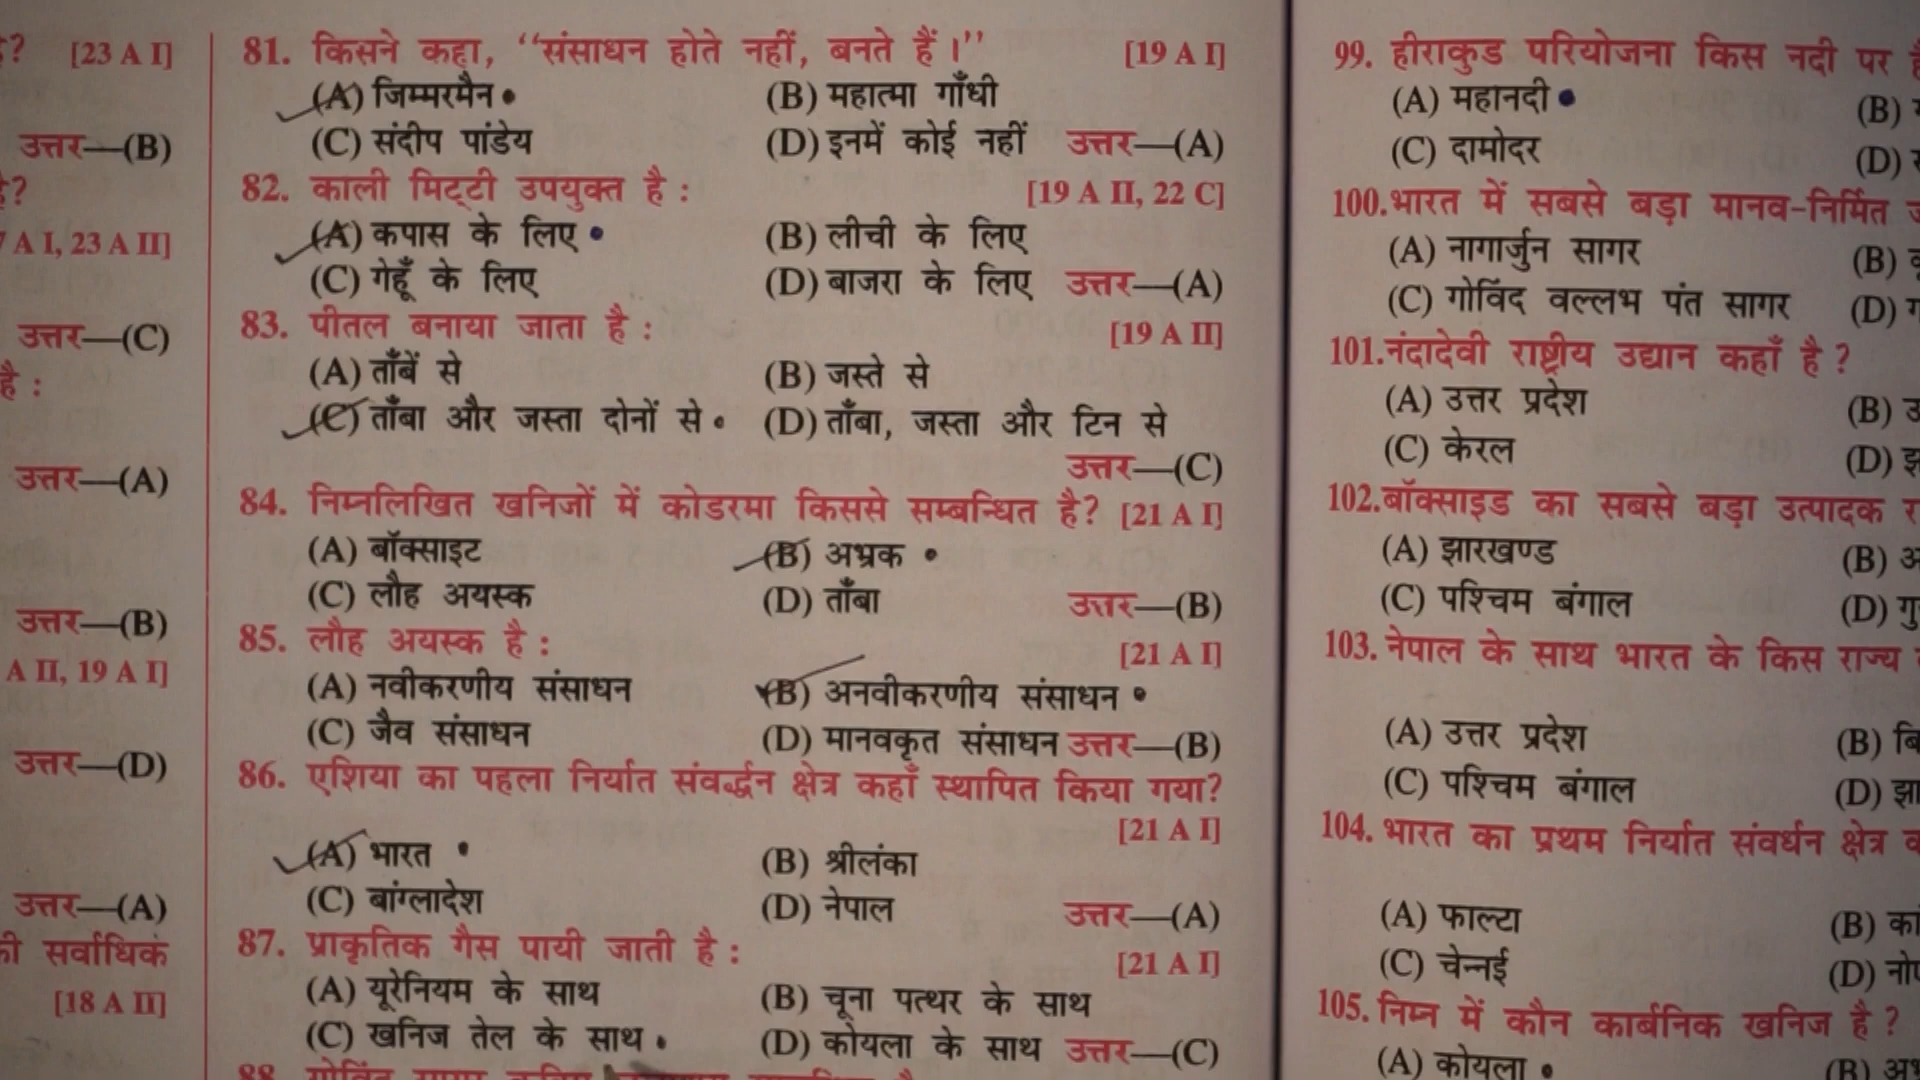 है? [23 A I]
उत्तर—(B)
है?
A I, 23 A II]
उत्तर—(C)
है :
उत्तर—(A)
उत्तर—(B)
A II, 19 A I]
उत्तर—(D)
उत्तर—(A)
की सर्वाधिक
[18 A II]
81. किसने कहा, ‘‘संसाधन होते नहीं, बनते हैं।’’ [19 A I]
(A) जिम्मरमैन (B) महात्मा गाँधी
(C) संदीप पांडेय (D) इनमें कोई नहीं उत्तर—(A)
82. काली मिट्टी उपयुक्त है : [19 A II, 22 C]
(A) कपास के लिए (B) लीची के लिए
(C) गेहूँ के लिए (D) बाजरा के लिए उत्तर—(A)
83. पीतल बनाया जाता है : [19 A II]
(A) ताँबें से (B) जस्ते से
(C) ताँबा और जस्ता दोनों से (D) ताँबा, जस्ता और टिन से
उत्तर—(C)
84. निम्नलिखित खनिजों में कोडरमा किससे सम्बन्धित है? [21 A I]
(A) बॉक्साइट (B) अभ्रक
(C) लौह अयस्क (D) ताँबा उत्तर—(B)
85. लौह अयस्क है : [21 A I]
(A) नवीकरणीय संसाधन (B) अनवीकरणीय संसाधन
(C) जैव संसाधन (D) मानवकृत संसाधन उत्तर—(B)
86. एशिया का पहला निर्यात संवर्द्धन क्षेत्र कहाँ स्थापित किया गया?
[21 A I]
(A) भारत (B) श्रीलंका
(C) बांग्लादेश (D) नेपाल उत्तर—(A)
87. प्राकृतिक गैस पायी जाती है : [21 A I]
(A) यूरेनियम के साथ (B) चूना पत्थर के साथ
(C) खनिज तेल के साथ (D) कोयला के साथ उत्तर—(C)
88.
99. हीराकुड परियोजना किस नदी पर
(A) महानदी (B)
(C) दामोदर (D)
100. भारत में सबसे बड़ा मानव-निर्मित
(A) नागार्जुन सागर (B)
(C) गोविंद वल्लभ पंत सागर (D)
101. नंदादेवी राष्ट्रीय उद्यान कहाँ है ?
(A) उत्तर प्रदेश (B)
(C) केरल (D)
102. बॉक्साइड का सबसे बड़ा उत्पादक
(A) झारखण्ड (B)
(C) पश्चिम बंगाल (D)
103. नेपाल के साथ भारत के किस राज्य
(A) उत्तर प्रदेश (B)
(C) पश्चिम बंगाल (D)
104. भारत का प्रथम निर्यात संवर्धन क्षेत्र
(A) फाल्टा (B)
(C) चेन्नई (D)
105. निम्न में कौन कार्बनिक खनिज है ?
(A) कोयला (B)